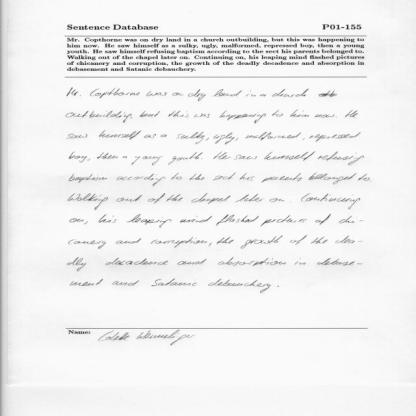 Sentence Database P01-155
Mr. Copthorne was on dry land in a church outbuilding, but this was happening to
him now. He saw himself as a sulky, ugly, malformed, repressed boy, then a young
youth. He saw himself refusing baptism according to the sect his parents belonged to.
Walking out of the chapel later on. Continuing on, his leaping mind flashed pictures
of chicanery and corruption, the growth of the deadly decadence and absorption in
debasement and Satanic debauchery.
Mr. Copthorne was on dry land in a church
outbuilding, but this was happening to him now. He
saw himself as a sulky, ugly, malformed, repressed
boy, then a young youth. He saw himself refusing
baptism according to the sect his parents belonged to.
Walking out of the chapel later on. Continuing
on, his leaping mind flashed pictures of chi-
canery and corruption, the growth of the dea-
dly decadence and absorption in debase-
ment and Satanic debauchery.
Name: